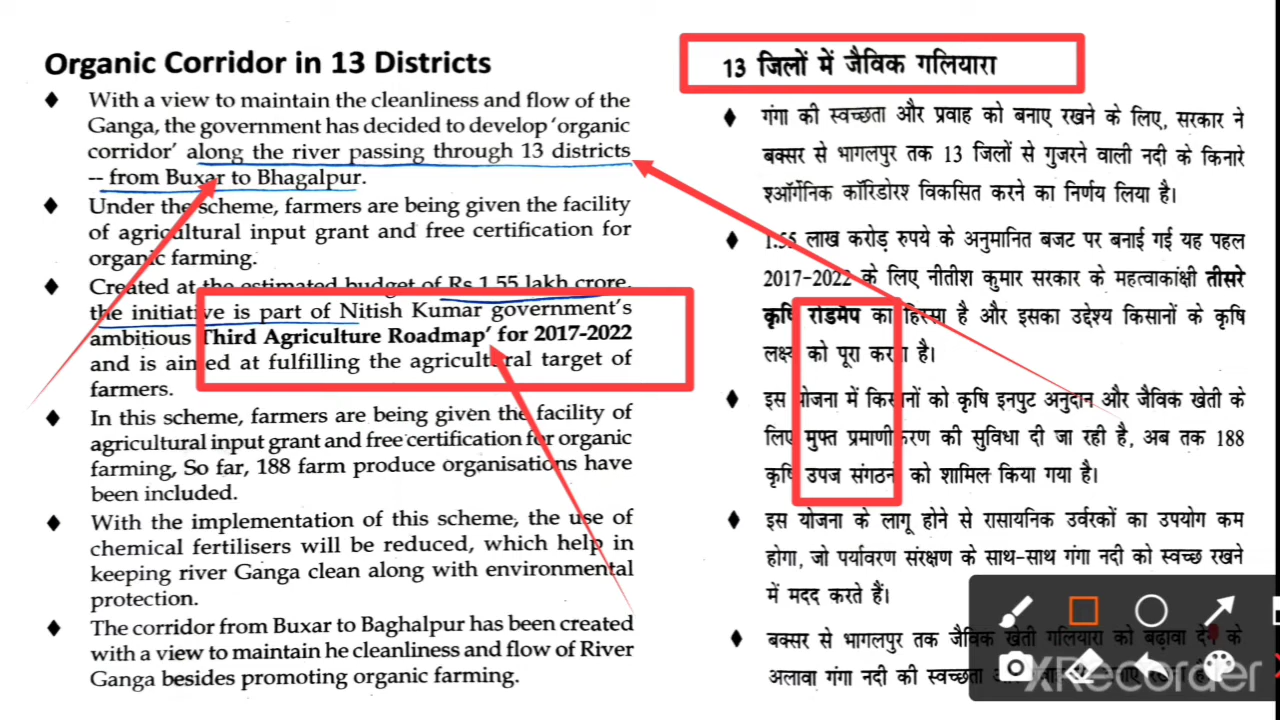 Organic Corridor in 13 Districts
With a view to maintain the cleanliness and flow of the
Ganga, the government has decided to develop 'organic
corridor' along the river passing through 13 districts
-- from Buxar to Bhagalpur.
Under the scheme, farmers are being given the facility
of agricultural input grant and free certification for
organic farming.
Created at the estimated budget of Rs 1.55 lakh crore,
the initiative is part of Nitish Kumar government's
ambitious Third Agriculture Roadmap' for 2017-2022
and is aimed at fulfilling the agricultural target of
farmers.
In this scheme, farmers are being given the facility of
agricultural input grant and free certification for organic
farming, So far, 188 farm produce organisations have
been included.
With the implementation of this scheme, the use of
chemical fertilisers will be reduced, which help in
keeping river Ganga clean along with environmental
protection.
The corridor from Buxar to Baghalpur has been created
with a view to maintain he cleanliness and flow of River
Ganga besides promoting organic farming.
13 जिलों में जैविक गलियारा
गंगा की स्वच्छता और प्रवाह को बनाए रखने के लिए, सरकार ने
बक्सर से भागलपुर तक 13 जिलों से गुजरने वाली नदी के किनारे
श्ऑर्गेनिक कॉरिडोरश विकसित करने का निर्णय लिया है।
1.55 लाख करोड़ रुपये के अनुमानित बजट पर बनाई गई यह पहल
2017-2022 के लिए नीतीश कुमार सरकार के महत्वाकांक्षी तीसरे
कृषि रोडमैप का हिस्सा है और इसका उद्देश्य किसानों के कृषि
लक्ष्य को पूरा करना है।
इस योजना में किसानों को कृषि इनपुट अनुदान और जैविक खेती के
लिए मुफ्त प्रमाणीकरण की सुविधा दी जा रही है, अब तक 188
कृषि उपज संगठनों को शामिल किया गया है।
इस योजना के लागू होने से रासायनिक उर्वरकों का उपयोग कम
होगा, जो पर्यावरण संरक्षण के साथ-साथ गंगा नदी को स्वच्छ रखने
में मदद करते हैं।
बक्सर से भागलपुर तक जैविक खेती गलियारा को बढ़ावा देने के
अलावा गंगा नदी की स्वच्छता
XRecorder